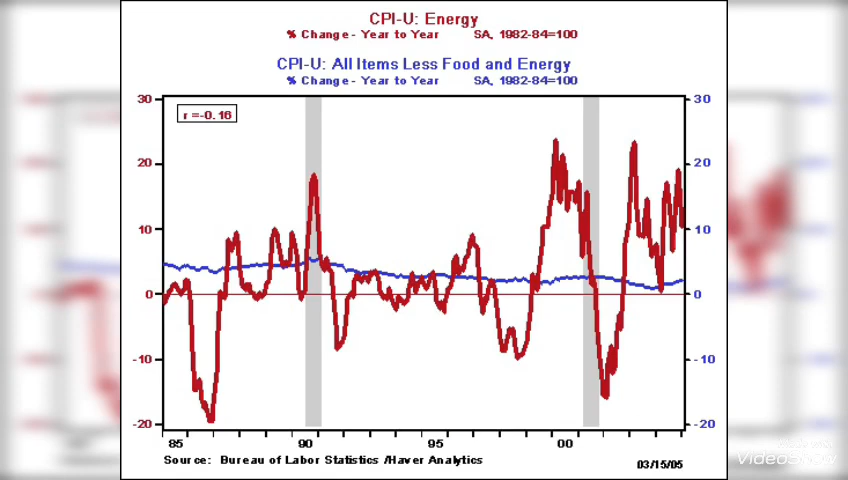 CPI-U: Energy
% Change - Year to Year SA, 1982-84=100
CPI-U: All Items Less Food and Energy
% Change - Year to Year SA, 1982-84=100
30 30
r =-0.16
20 20
10 10
0 0
-10 -10
-20 -20
85 90 95 00
Source: Bureau of Labor Statistics /Haver Analytics
03/15/05
VideoShow